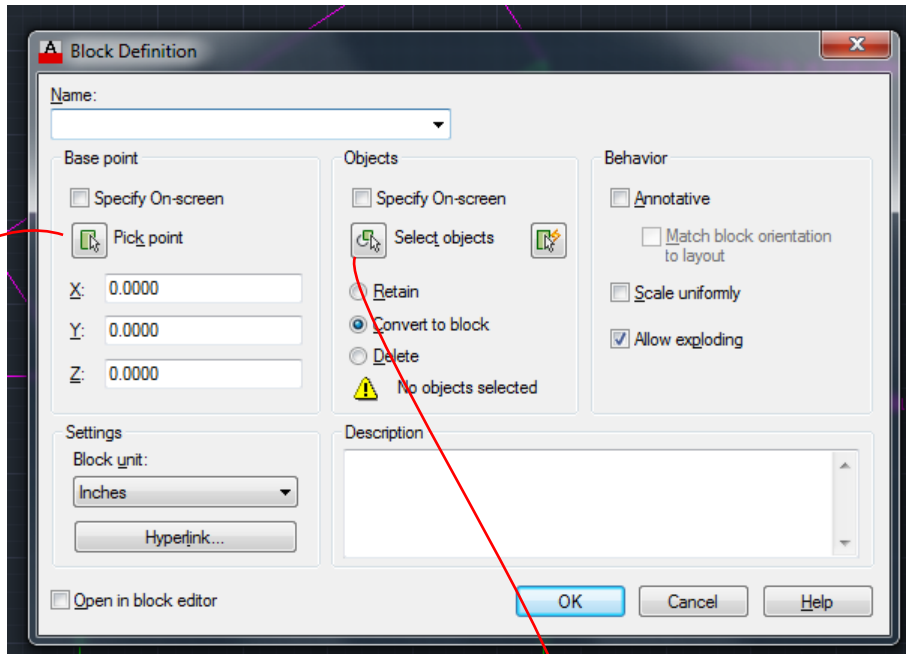 A Block Definition
Name:
Base point
Specify On-screen
Pick point
X: 0.0000
Y: 0.0000
Z: 0.0000
Objects
Specify On-screen
Select objects
Retain
Convert to block
Delete
No objects selected
Behavior
Annotative
Match block orientation
to layout
Scale uniformly
Allow exploding
Settings
Block unit:
Inches
Hyperlink...
Description
Open in block editor
OK Cancel Help